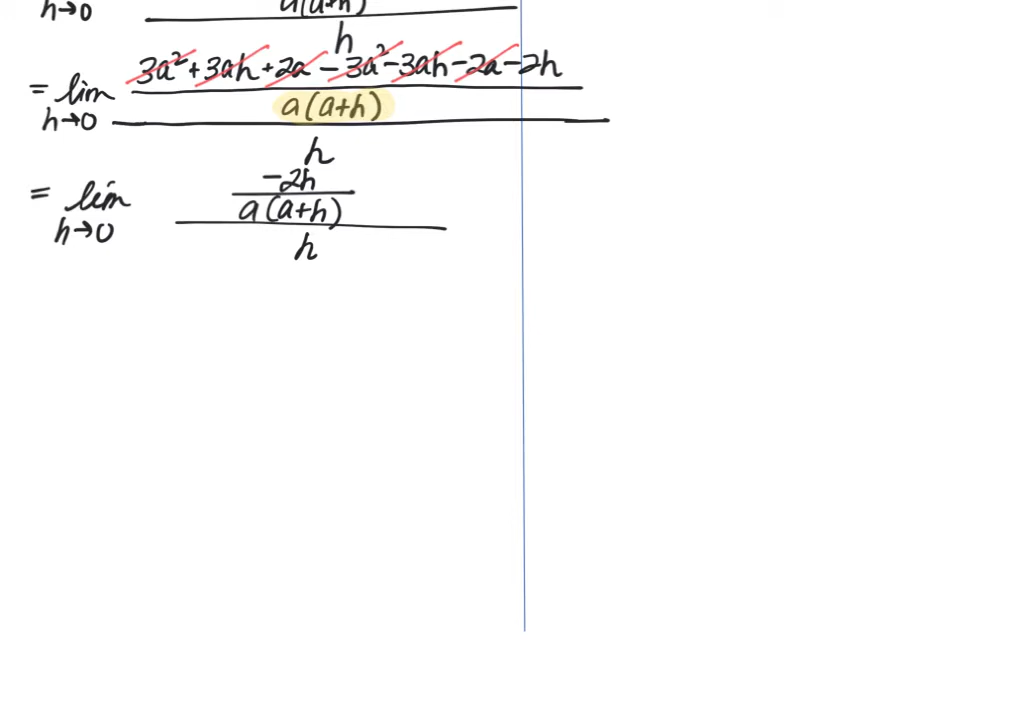 a(a+h)
h→0
h
3a²+3ah+2a-3a²-3ah-2a-2h
= lim
a(a+h)
h→0
h
-2h
= lim
a(a+h)
h→0
h